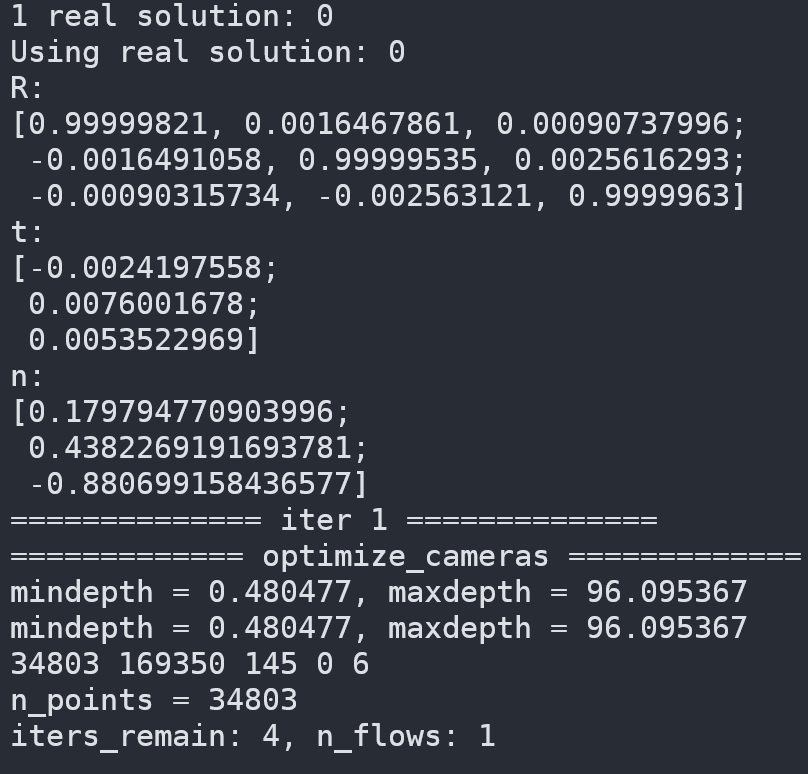 1 real solution: 0
Using real solution: 0
R:
[0.99999821, 0.0016467861, 0.00090737996;
 -0.0016491058, 0.99999535, 0.0025616293;
 -0.00090315734, -0.002563121, 0.9999963]
t:
[-0.0024197558;
 0.0076001678;
 0.0053522969]
n:
[0.179794770903996;
 0.4382269191693781;
 -0.880699158436577]
============== iter 1 ==============
============= optimize_cameras =============
mindepth = 0.480477, maxdepth = 96.095367
mindepth = 0.480477, maxdepth = 96.095367
34803 169350 145 0 6
n_points = 34803
iters_remain: 4, n_flows: 1